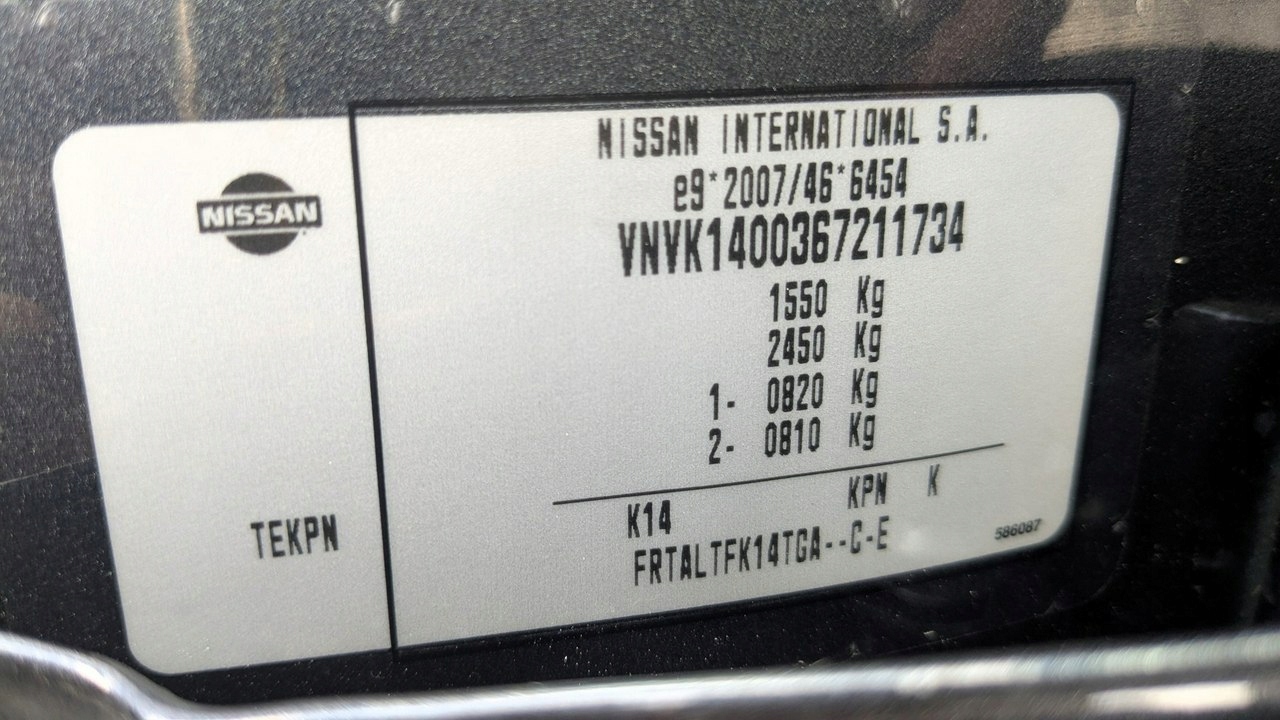 NISSAN
TEKPN
NISSAN INTERNATIONAL S.A.
e9*2007/46*6454
VNVK1400367211734
1550 Kg
2450 Kg
1- 0820 Kg
2- 0810 Kg
K14 KPN K
FRTALTFK14TGA--C-E
586087